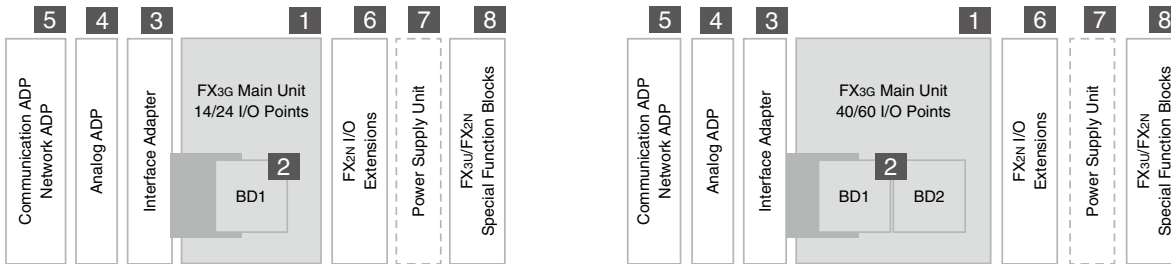 5
4
3
1
6
7
8
Communication ADP
Network ADP
Analog ADP
Interface Adapter
FX3G Main Unit
14/24 I/O Points
2
BD1
FX2N I/O
Extensions
Power Supply Unit
FX3U/FX2N
Special Function Blocks
5
4
3
1
6
7
8
Communication ADP
Network ADP
Analog ADP
Interface Adapter
FX3G Main Unit
40/60 I/O Points
2
BD1
BD2
FX2N I/O
Extensions
Power Supply Unit
FX3U/FX2N
Special Function Blocks